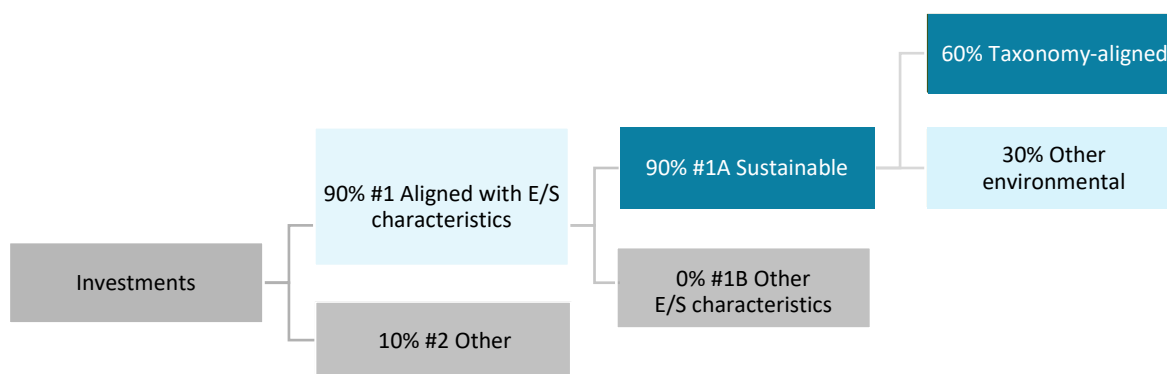 60% Taxonomy-aligned
90% #1 Aligned with E/S
characteristics
90% #1A Sustainable
30% Other
environmental
Investments
0% #1B Other
E/S characteristics
10% #2 Other